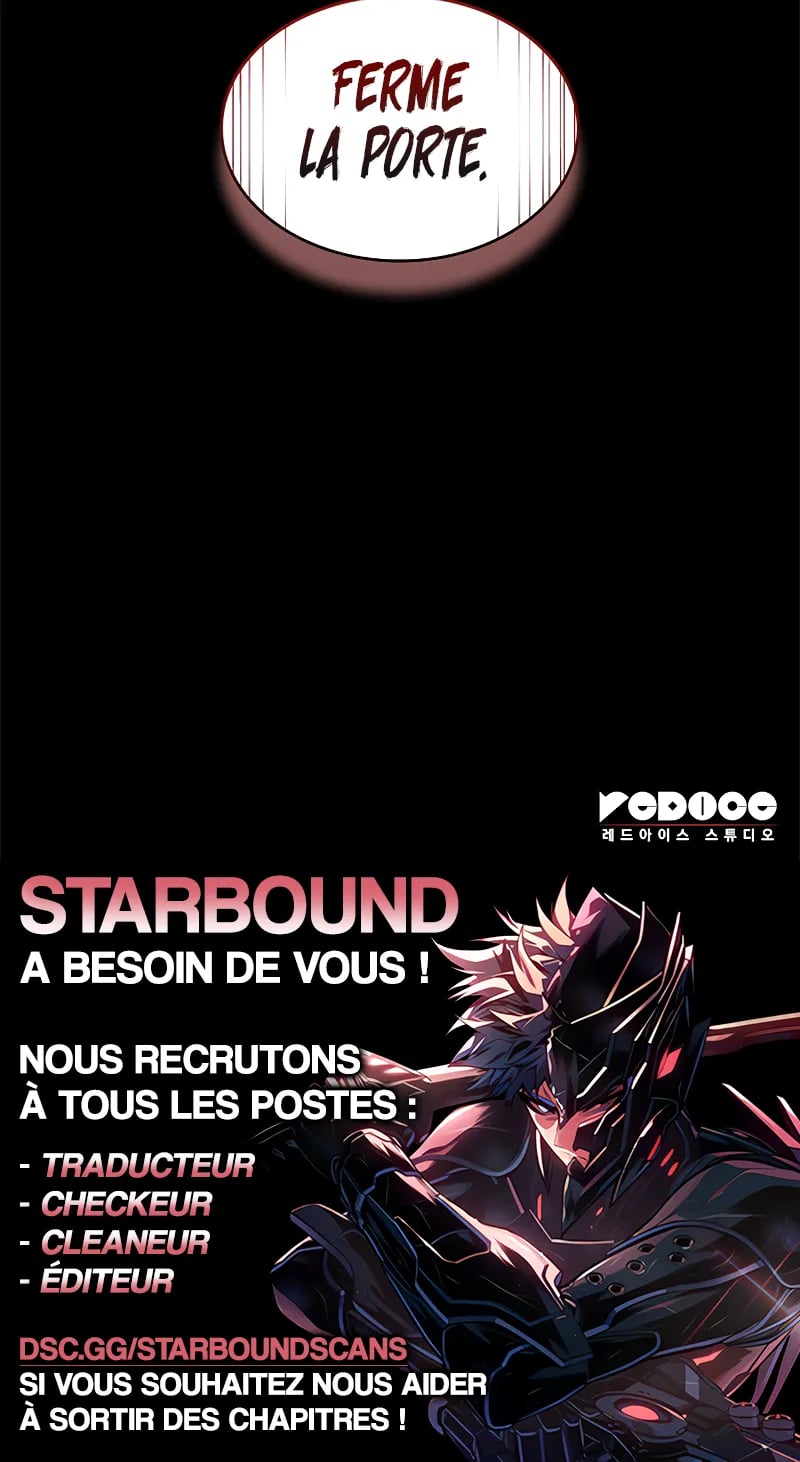 FERME
LA PORTE.
REDICE
레드아이스 스튜디오
STARBOUND
A BESOIN DE VOUS !
NOUS RECRUTONS
À TOUS LES POSTES :
- TRADUCTEUR
- CHECKEUR
- CLEANEUR
- ÉDITEUR
DSC.GG/STARBOUNDSCANS
SI VOUS SOUHAITEZ NOUS AIDER
À SORTIR DES CHAPITRES !